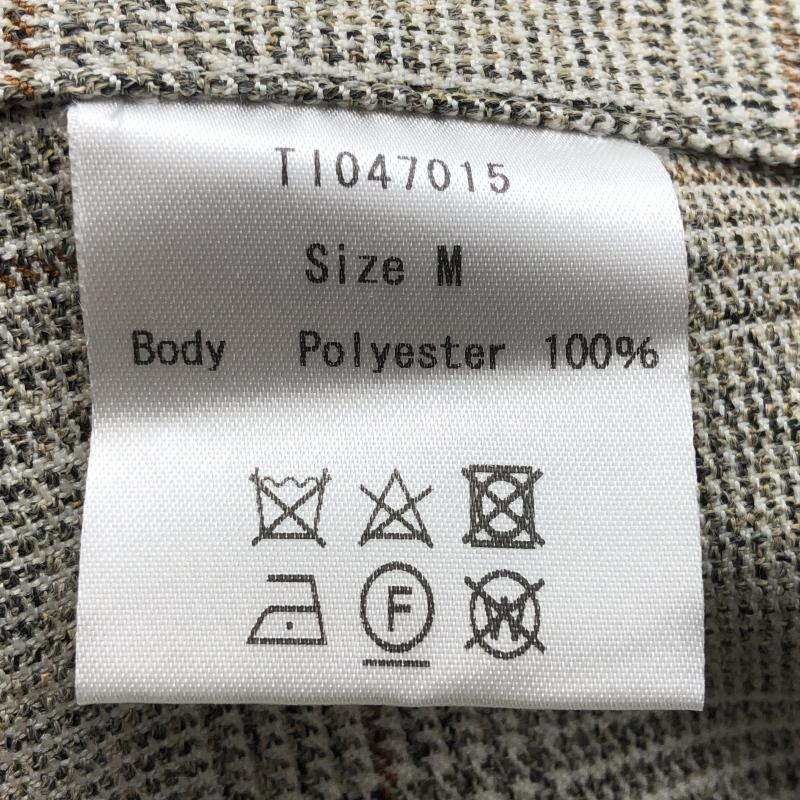 TI047015
Size M
Body Polyester 100%
F
W